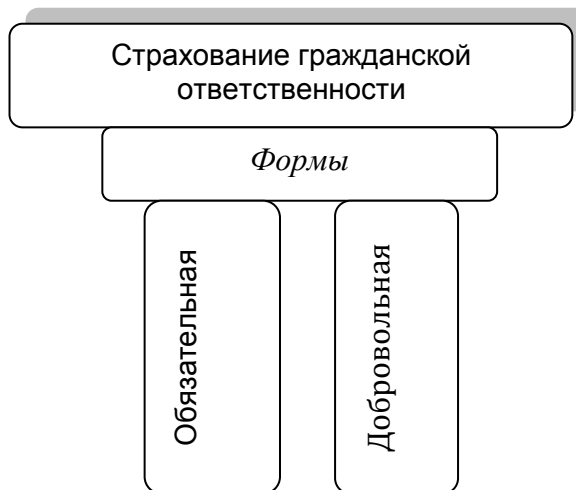 Страхование гражданской
ответственности
Формы
Обязательная
Добровольная